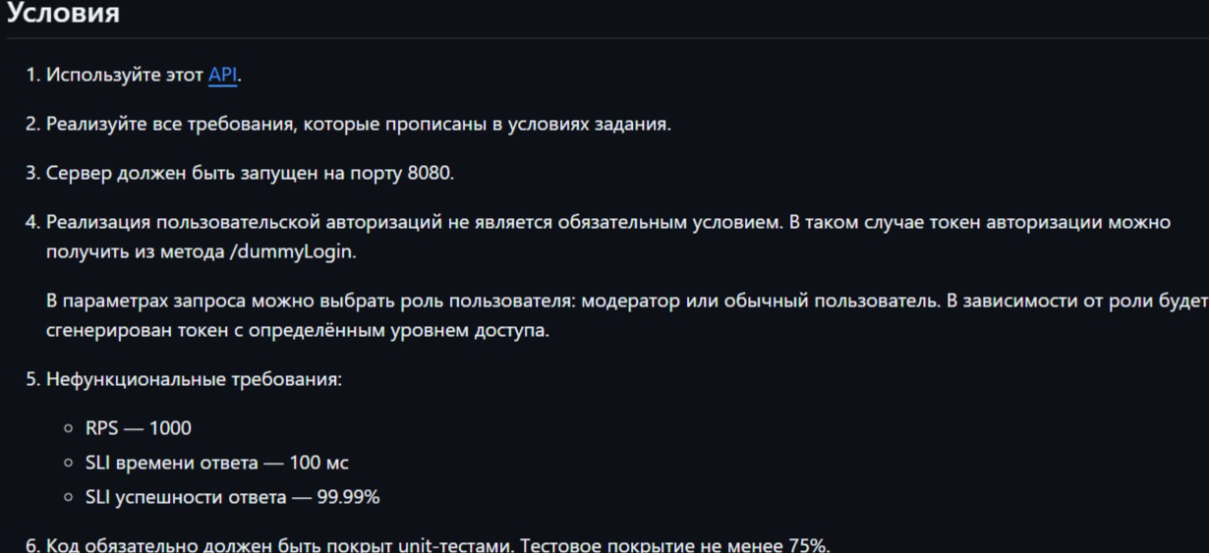 Условия
1. Используйте этот API.
2. Реализуйте все требования, которые прописаны в условиях задания.
3. Сервер должен быть запущен на порту 8080.
4. Реализация пользовательской авторизаций не является обязательным условием. В таком случае токен авторизации можно
получить из метода /dummyLogin.
В параметрах запроса можно выбрать роль пользователя: модератор или обычный пользователь. В зависимости от роли будет
сгенерирован токен с определённым уровнем доступа.
5. Нефункциональные требования:
RPS — 1000
SLI времени ответа — 100 мс
SLI успешности ответа — 99.99%
6. Код обязательно должен быть покрыт unit-тестами. Тестовое покрытие не менее 75%.